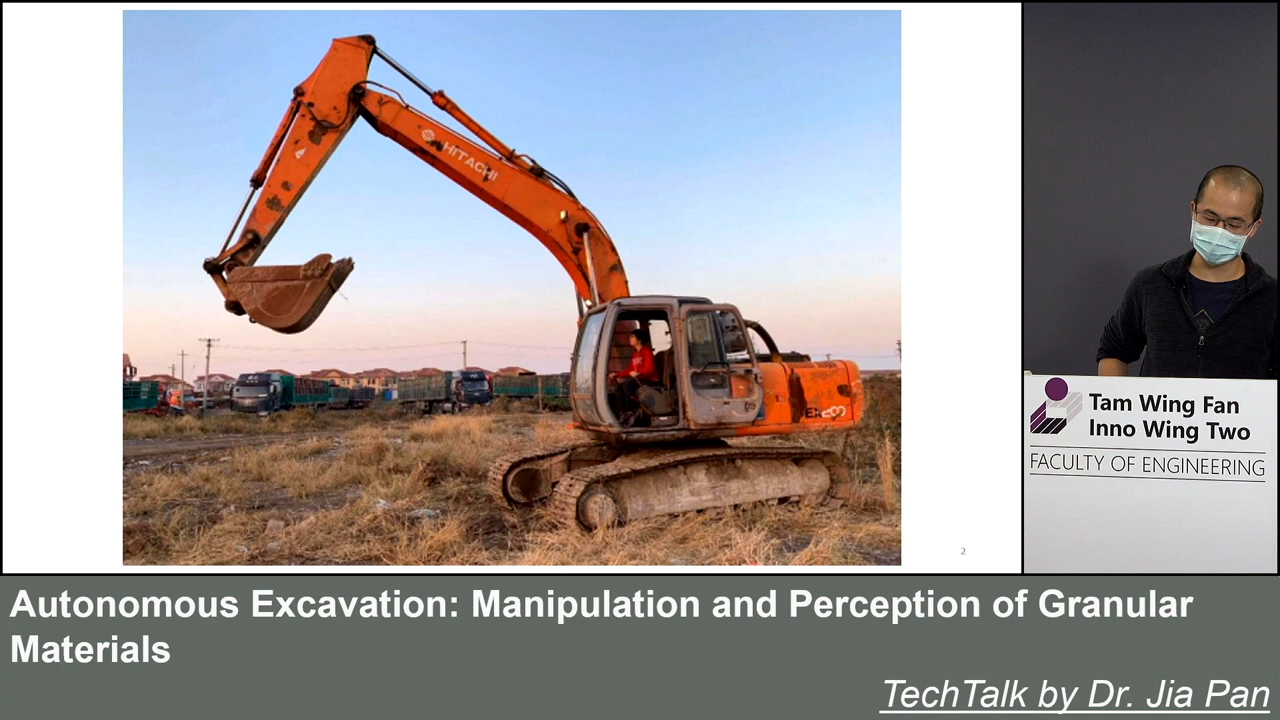 HITACHI
2
Tam Wing Fan
Inno Wing Two
FACULTY OF ENGINEERING
Autonomous Excavation: Manipulation and Perception of Granular
Materials
TechTalk by Dr. Jia Pan